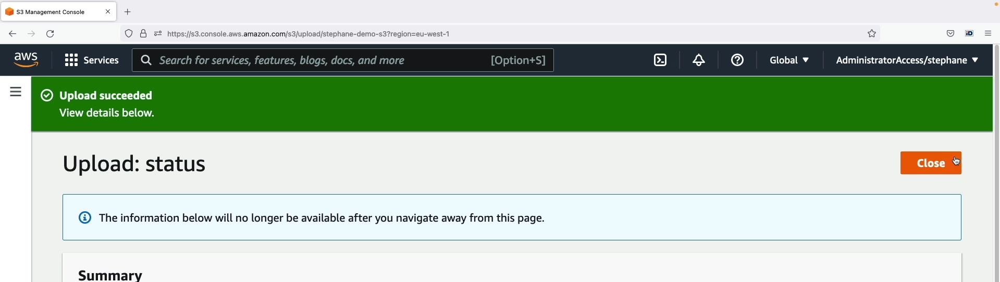 S3 Management Console
https://s3.console.aws.amazon.com/s3/upload/stephane-demo-s3?region=eu-west-1
iD
aws
Services
Search for services, features, blogs, docs, and more [Option+S]
Global
AdministratorAccess/stephane
Upload succeeded
View details below.
Upload: status
Close
The information below will no longer be available after you navigate away from this page.
Summary